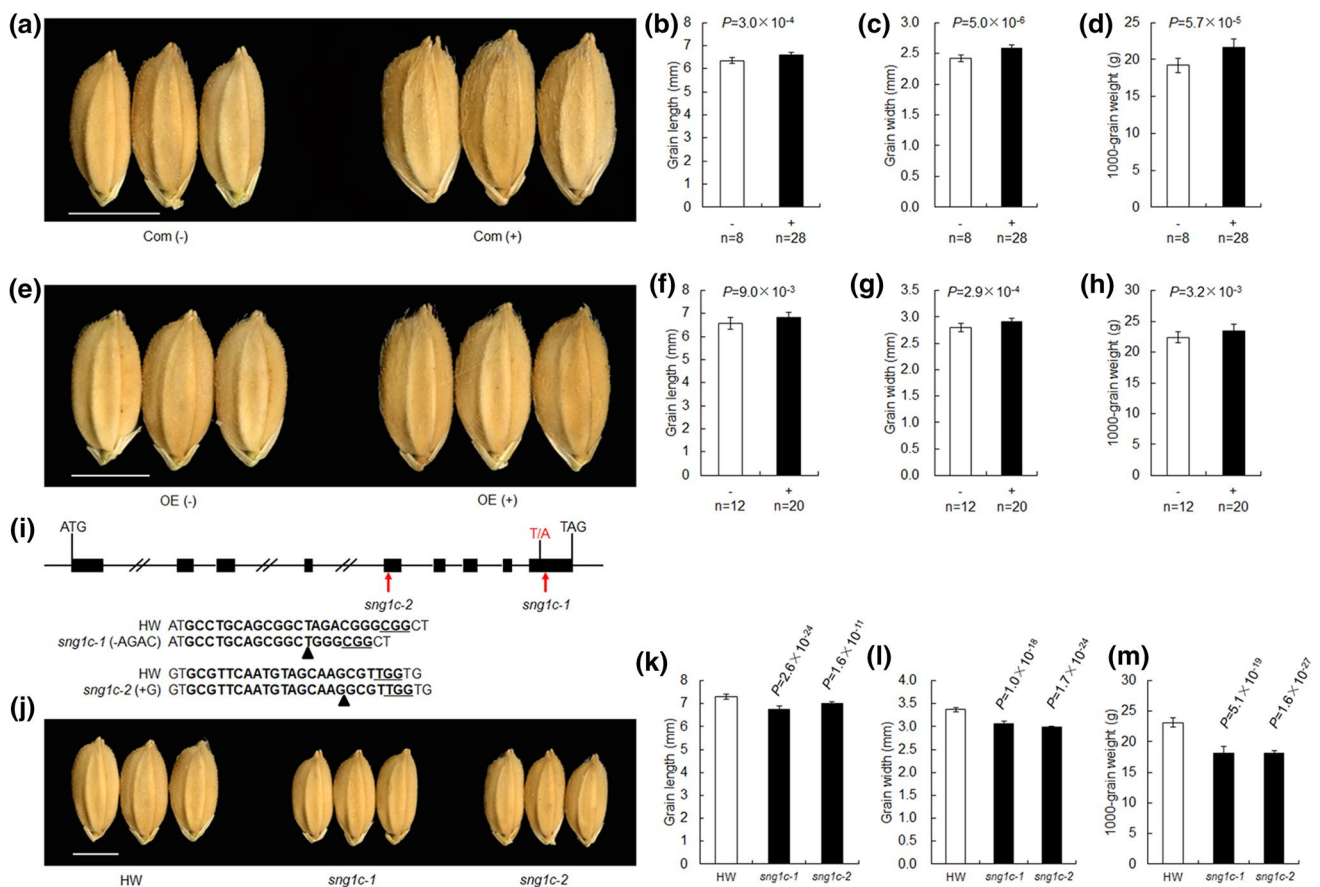 (a)
Com (-)
Com (+)
(b)
P=3.0×10-4
Grain length (mm)
8
7
6
5
4
3
2
1
0
-
+
n=8
n=28
(c)
P=5.0×10-6
Grain width (mm)
3.0
2.5
2.0
1.5
1.0
0.5
0.0
-
+
n=8
n=28
(d)
P=5.7×10-5
1000-grain weight (g)
25
20
15
10
5
0
-
+
n=8
n=28
(e)
OE (-)
OE (+)
(f)
P=9.0×10-3
Grain length (mm)
8
7
6
5
4
3
2
1
0
-
+
n=12
n=20
(g)
P=2.9×10-4
Grain width (mm)
3.5
3.0
2.5
2.0
1.5
1.0
0.5
0.0
-
+
n=12
n=20
(h)
P=3.2×10-3
1000-grain weight (g)
30
25
20
15
10
5
0
-
+
n=12
n=20
(i)
ATG
T/A
TAG
sng1c-2
sng1c-1
HW ATGCCTGCAGCGGCTAGACGGGCGGCT
sng1c-1 (-AGAC) ATGCCTGCAGCGGCTGGGCGGCT
HW GTGCGTTCAATGTAGCAAGCGTTGGTG
sng1c-2 (+G) GTGCGTTCAATGTAGCAAGGCGTTGGTG
(j)
HW
sng1c-1
sng1c-2
(k)
P=2.6×10-24
P=1.6×10-11
Grain length (mm)
8
7
6
5
4
3
2
1
0
HW
sng1c-1
sng1c-2
(l)
P=1.0×10-18
P=1.7×10-24
Grain width (mm)
4.0
3.5
3.0
2.5
2.0
1.5
1.0
0.5
0.0
HW
sng1c-1
sng1c-2
(m)
P=5.1×10-19
P=1.6×10-27
1000-grain weight (g)
30
25
20
15
10
5
0
HW
sng1c-1
sng1c-2